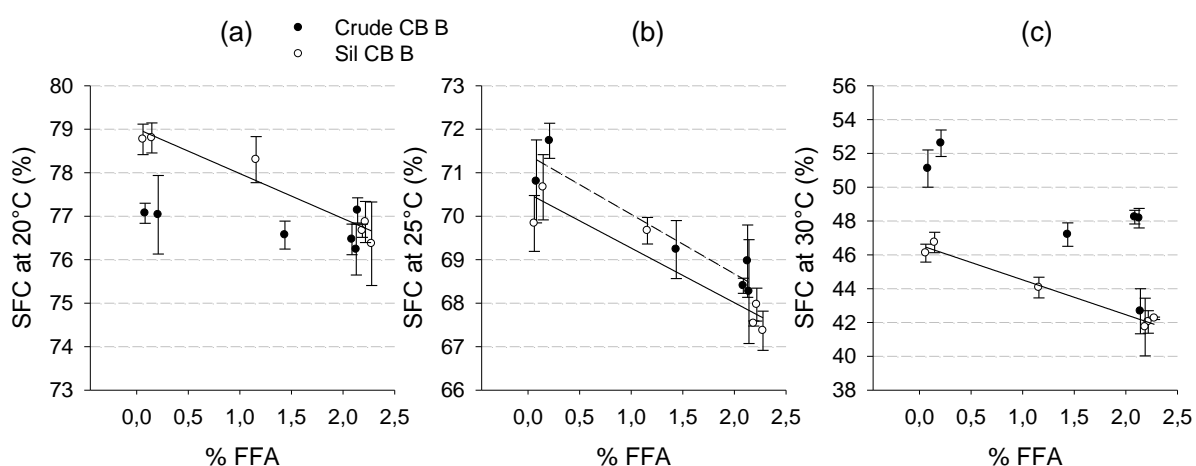 (a)
Crude CB B
Sil CB B
(b)
(c)
SFC at 20°C (%)
80
79
78
77
76
75
74
73
0,0 0,5 1,0 1,5 2,0 2,5
% FFA
SFC at 25°C (%)
73
72
71
70
69
68
67
66
0,0 0,5 1,0 1,5 2,0 2,5
% FFA
SFC at 30°C (%)
56
54
52
50
48
46
44
42
40
38
0,0 0,5 1,0 1,5 2,0 2,5
% FFA